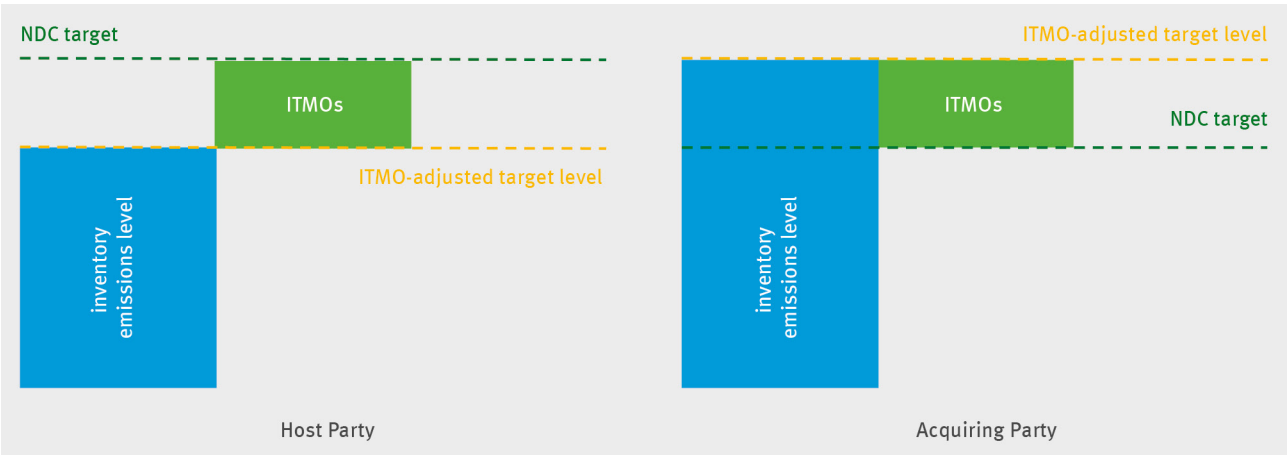 NDC target
ITMOs
ITMO-adjusted target level
inventory
emissions level
Host Party
ITMO-adjusted target level
ITMOs
NDC target
inventory
emissions level
Acquiring Party